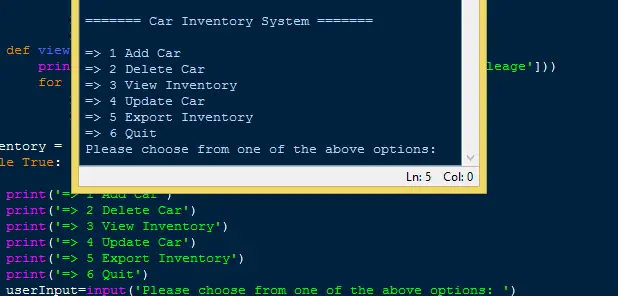 ======= Car Inventory System =======
=> 1 Add Car
=> 2 Delete Car
=> 3 View Inventory
=> 4 Update Car
=> 5 Export Inventory
=> 6 Quit
Please choose from one of the above options:
Ln: 5 Col: 0
def view
prin
leage']))
for
entory =
le True:
print('=> 1 Add Car')
print('=> 2 Delete Car')
print('=> 3 View Inventory')
print('=> 4 Update Car')
print('=> 5 Export Inventory')
print('=> 6 Quit')
userInput=input('Please choose from one of the above options: ')